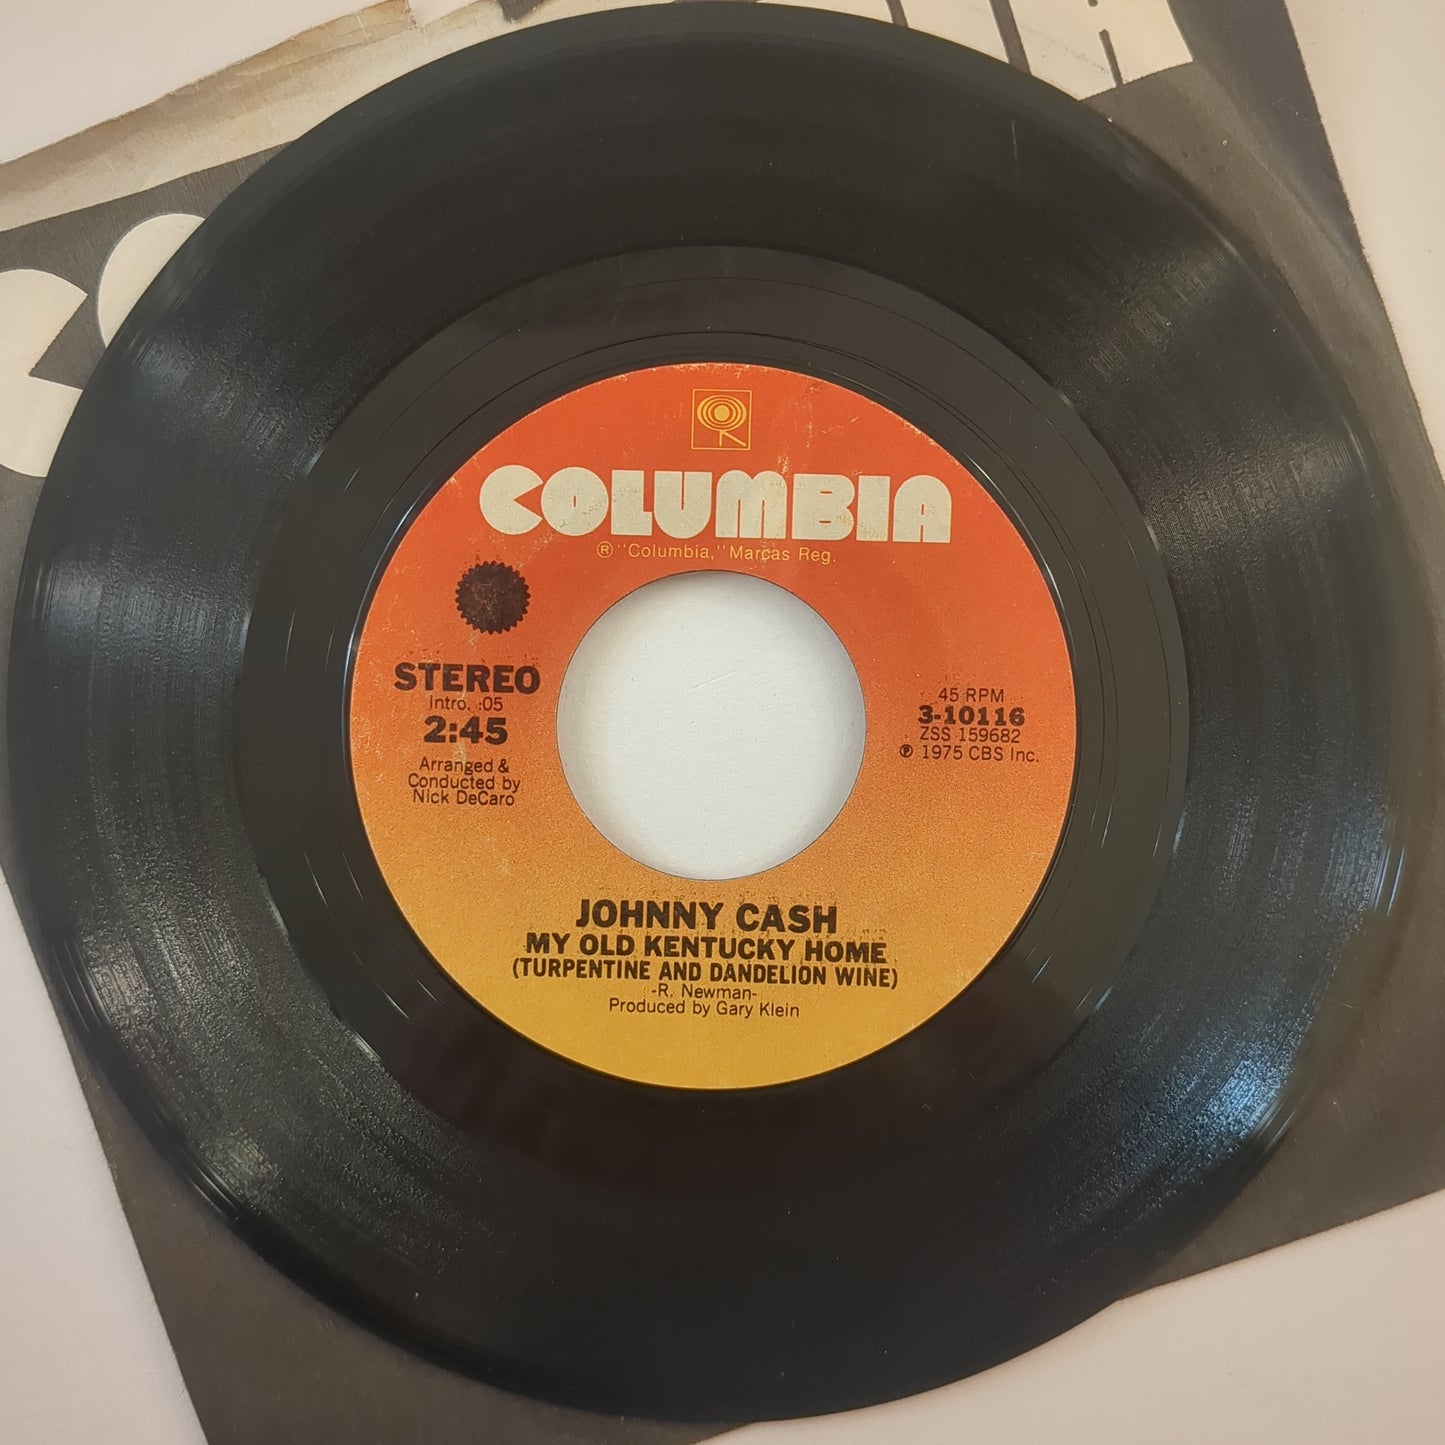 COLUMBIA
® "Columbia," Marcas Reg.
STEREO
Intro. :05
2:45
Arranged &
Conducted by
Nick DeCaro
45 RPM
3-10116
ZSS 159682
℗ 1975 CBS Inc.
JOHNNY CASH
MY OLD KENTUCKY HOME
(TURPENTINE AND DANDELION WINE)
-R. Newman-
Produced by Gary Klein